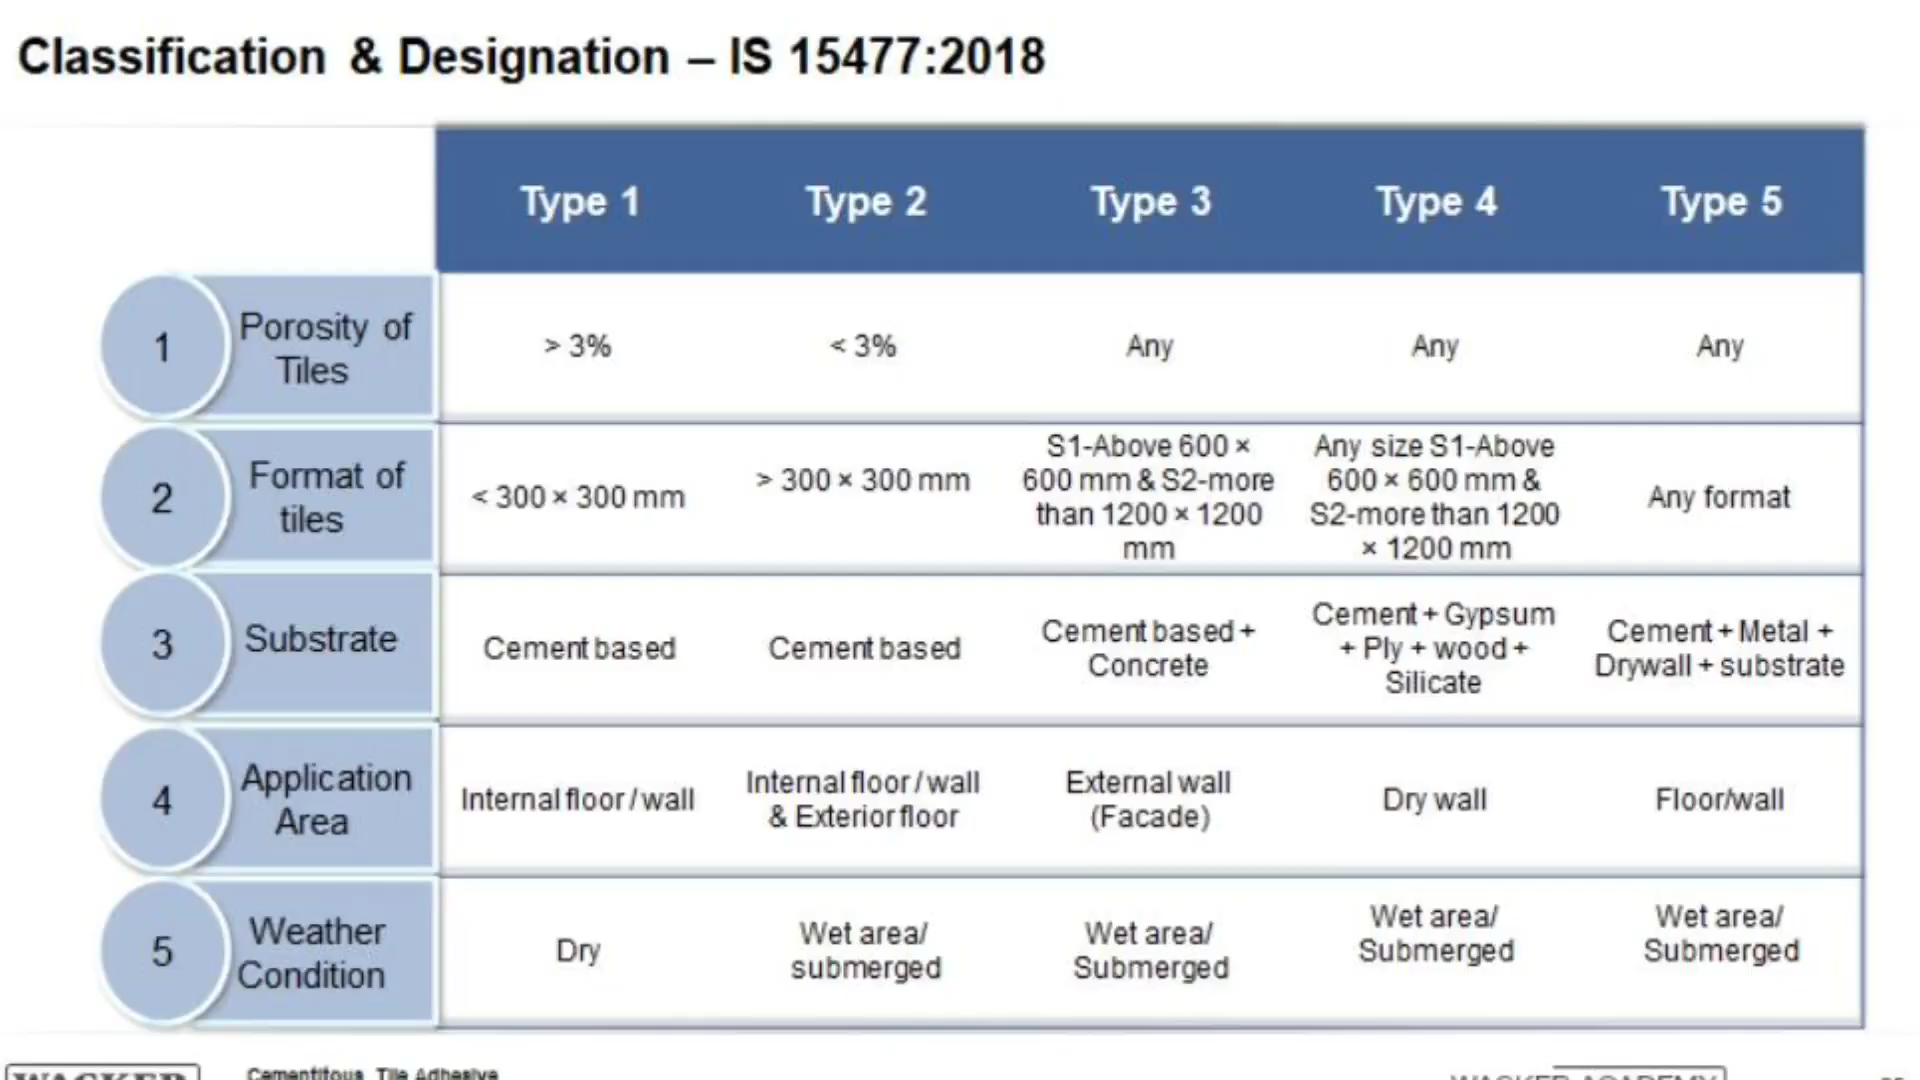 Classification & Designation – IS 15477:2018
Type 1 Type 2 Type 3 Type 4 Type 5
1 Porosity of
Tiles
> 3%
< 3%
Any
Any
Any
2 Format of
tiles
< 300 × 300 mm
> 300 × 300 mm
S1-Above 600 ×
600 mm & S2-more
than 1200 × 1200
mm
Any size S1-Above
600 × 600 mm &
S2-more than 1200
× 1200 mm
Any format
3 Substrate
Cement based
Cement based
Cement based +
Concrete
Cement + Gypsum
+ Ply + wood +
Silicate
Cement + Metal +
Drywall + substrate
4 Application
Area
Internal floor / wall
Internal floor / wall
& Exterior floor
External wall
(Facade)
Dry wall
Floor/wall
5 Weather
Condition
Dry
Wet area/
submerged
Wet area/
Submerged
Wet area/
Submerged
Wet area/
Submerged
WACKER
Cementitous Tile Adhesive
WACKER ACADEMY